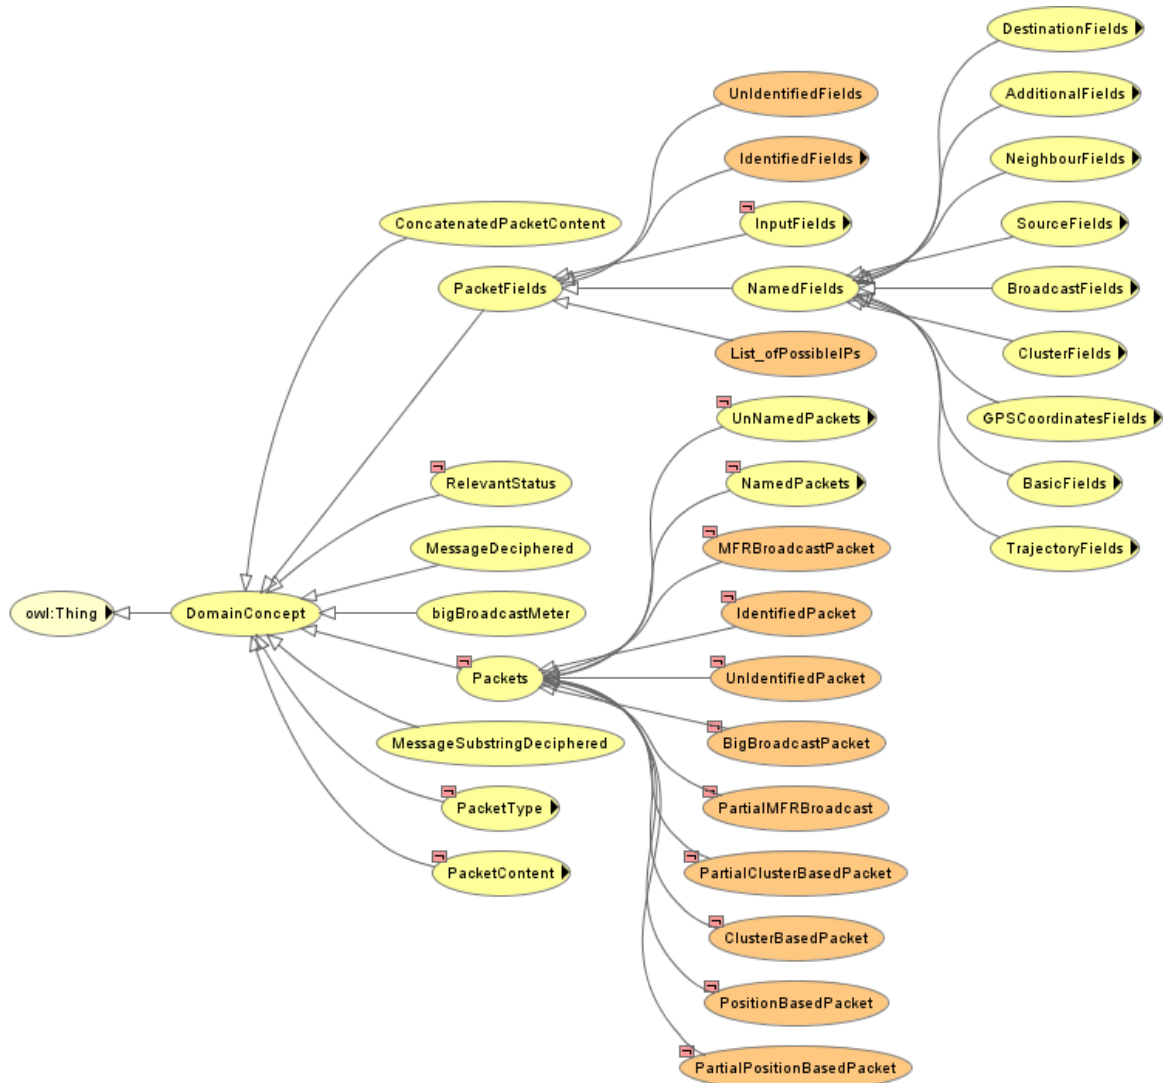 DestinationFields
UnIdentifiedFields
AdditionalFields
IdentifiedFields
NeighbourFields
ConcatenatedPacketContent
InputFields
SourceFields
PacketFields
NamedFields
BroadcastFields
List_ofPossibleIPs
ClusterFields
UnNamedPackets
GPSCoordinatesFields
RelevantStatus
NamedPackets
BasicFields
MessageDeciphered
MFRBroadcastPacket
TrajectoryFields
owl:Thing
DomainConcept
bigBroadcastMeter
IdentifiedPacket
Packets
UnIdentifiedPacket
MessageSubstringDeciphered
BigBroadcastPacket
PacketType
PartialMFRBroadcast
PacketContent
PartialClusterBasedPacket
ClusterBasedPacket
PositionBasedPacket
PartialPositionBasedPacket